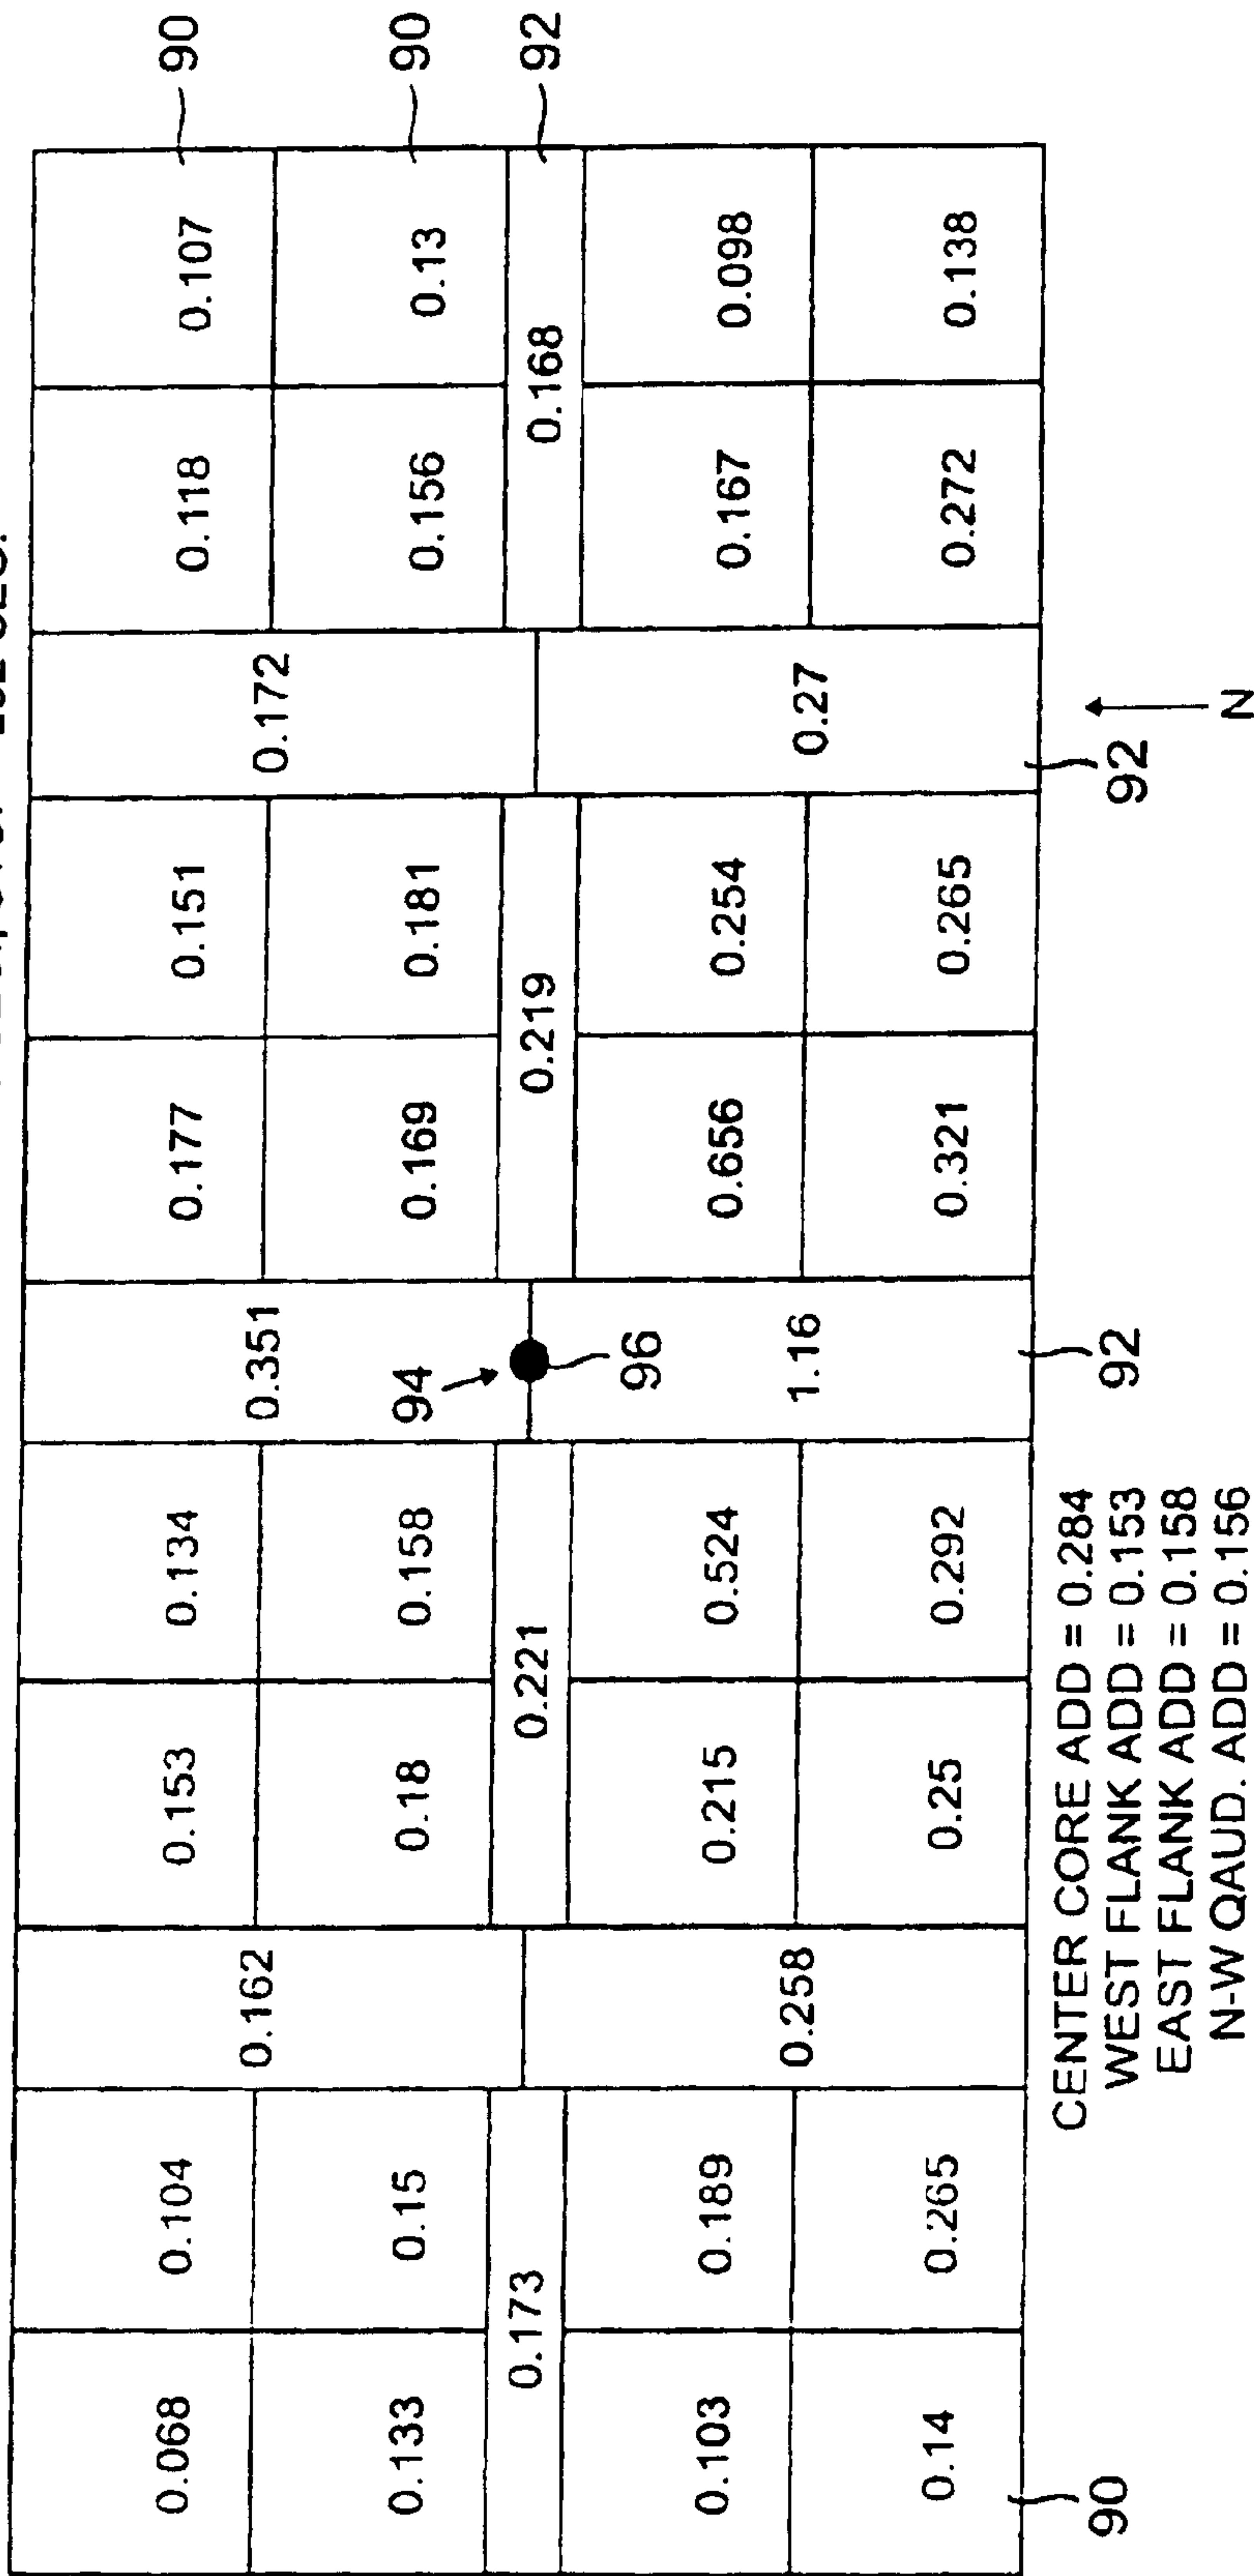 0.068 0.104 0.153 0.134 0.177 0.151 0.118 0.107 90
0.162 0.351 0.172
0.133 0.15 0.18 0.158 94 0.169 0.181 0.156 0.13 90
0.173 0.221 0.219 0.168 92
96
0.103 0.189 0.215 0.524 0.656 0.254 0.167 0.098
0.258 1.16 0.27
0.14 0.265 0.25 0.292 0.321 0.265 0.272 0.138
90 92 92
N
CENTER CORE ADD = 0.284
WEST FLANK ADD = 0.153
EAST FLANK ADD = 0.158
N-W QAUD. ADD = 0.156